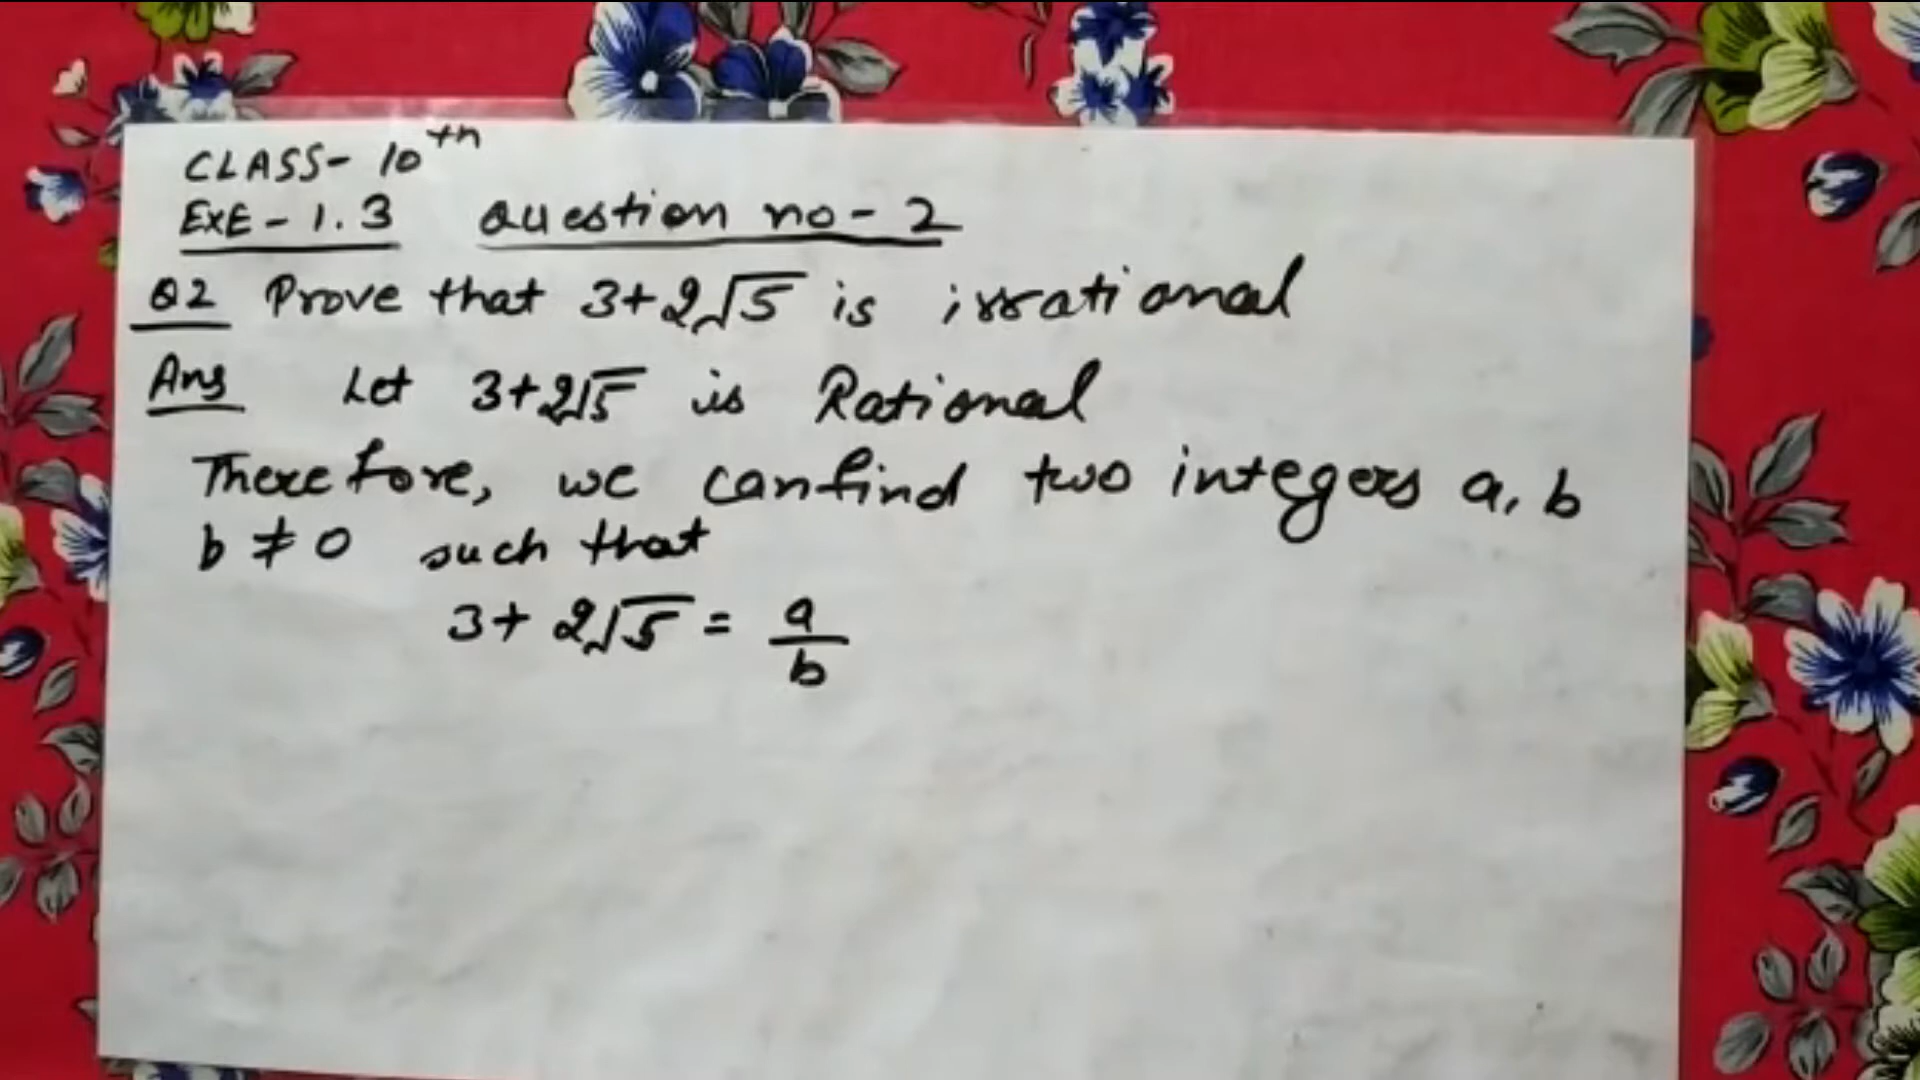 CLASS- 10th
EXE - 1.3 Question no - 2
Q2 Prove that 3+2√5 is irrational
Ans Let 3+2√5 is Rational
Therefore, we can find two integers a, b
b ≠ 0 such that
3+ 2√5 = a/b